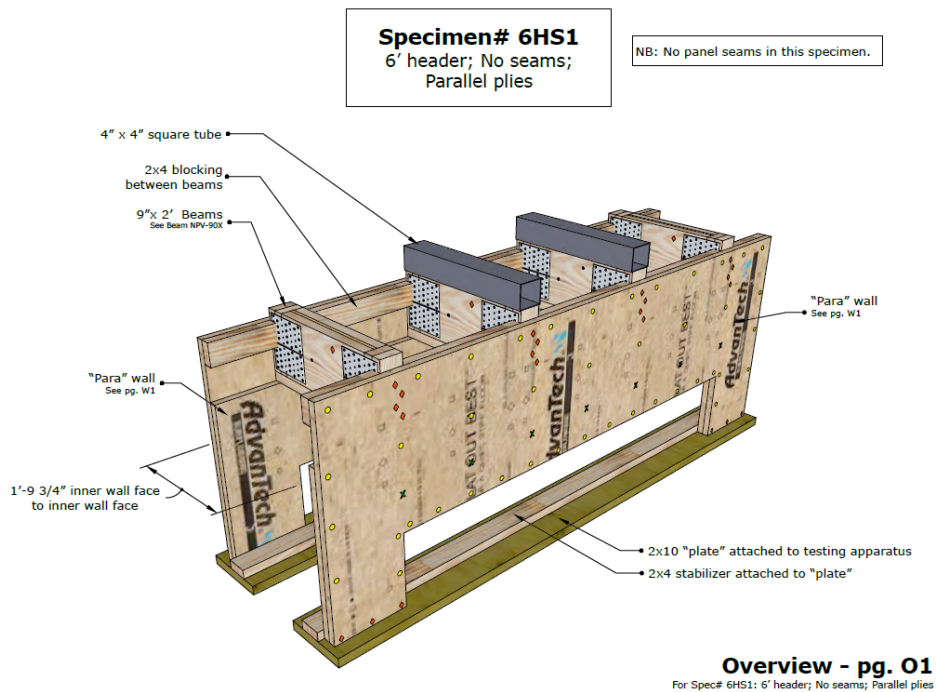 Specimen# 6HS1
6’ header; No seams;
Parallel plies
NB: No panel seams in this specimen.
4” x 4” square tube
2x4 blocking
between beams
9”x 2’ Beams
See Beam NPV-90X
“Para” wall
See pg. W1
“Para” wall
See pg. W1
1’-9 3/4” inner wall face
to inner wall face
AdvanTech
AdvanTech
AdvanTech
2x10 “plate” attached to testing apparatus
2x4 stabilizer attached to “plate”
Overview - pg. O1
For Spec# 6HS1: 6’ header; No seams; Parallel plies